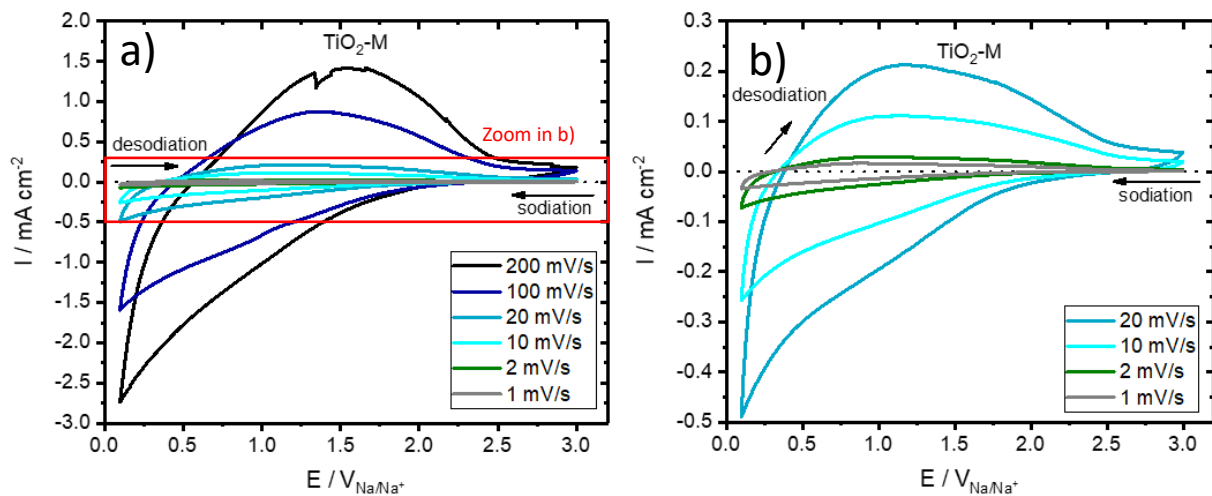 a)
TiO2-M
desodiation
Zoom in b)
sodiation
200 mV/s
100 mV/s
20 mV/s
10 mV/s
2 mV/s
1 mV/s
2.0
1.5
1.0
0.5
0.0
-0.5
-1.0
-1.5
-2.0
-2.5
-3.0
I / mA cm-2
0.0 0.5 1.0 1.5 2.0 2.5 3.0
E / VNa/Na+
b)
TiO2-M
desodiation
sodiation
20 mV/s
10 mV/s
2 mV/s
1 mV/s
0.3
0.2
0.1
0.0
-0.1
-0.2
-0.3
-0.4
-0.5
I / mA cm-2
0.0 0.5 1.0 1.5 2.0 2.5 3.0
E / VNa/Na+